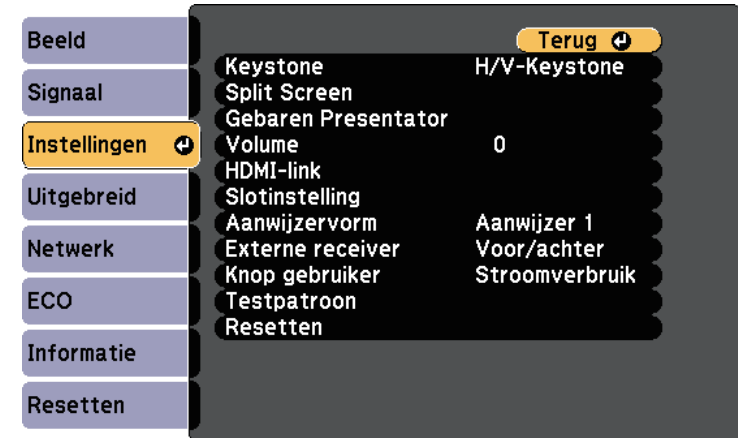 Beeld
Signaal
Instellingen
Uitgebreid
Netwerk
ECO
Informatie
Resetten
Terug
Keystone H/V-Keystone
Split Screen
Gebaren Presentator
Volume 0
HDMI-link
Slotinstelling
Aanwijzervorm Aanwijzer 1
Externe receiver Voor/achter
Knop gebruiker Stroomverbruik
Testpatroon
Resetten